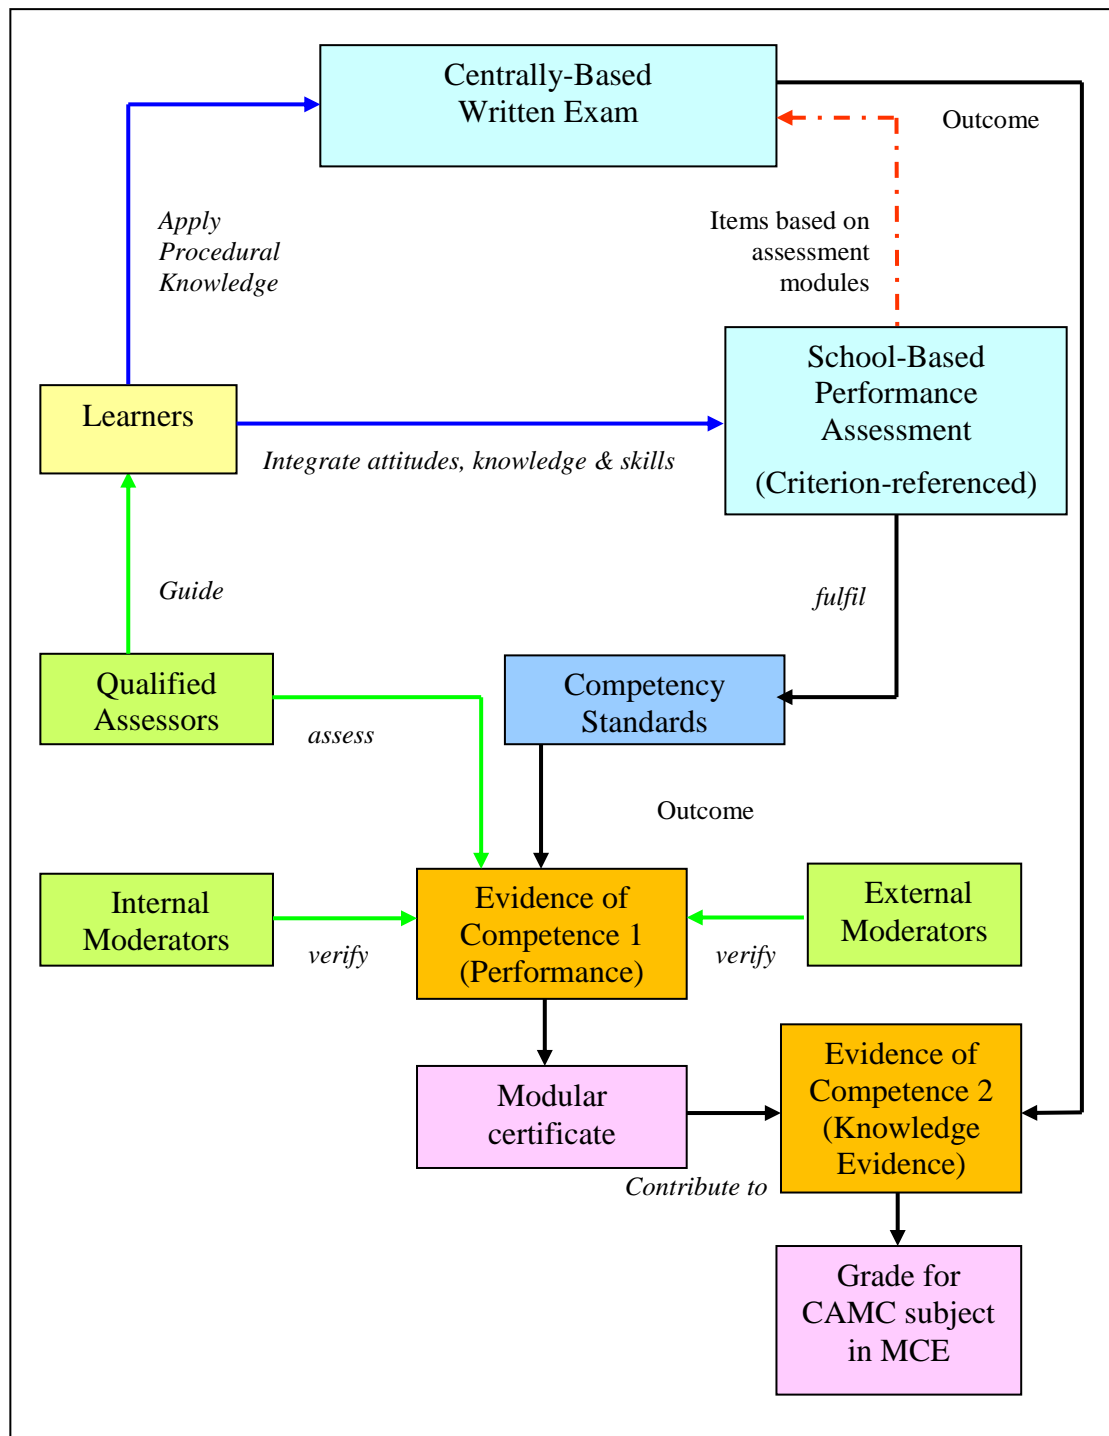 Centrally-Based
Written Exam
Outcome
Apply
Procedural
Knowledge
Items based on
assessment
modules
School-Based
Performance
Assessment
(Criterion-referenced)
Learners
Integrate attitudes, knowledge & skills
Guide
fulfil
Qualified
Assessors
assess
Competency
Standards
Outcome
Internal
Moderators
verify
Evidence of
Competence 1
(Performance)
verify
External
Moderators
Modular
certificate
Contribute to
Evidence of
Competence 2
(Knowledge
Evidence)
Grade for
CAMC subject
in MCE